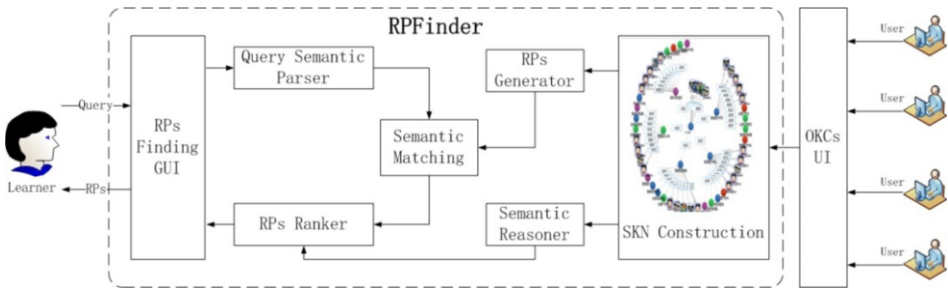 RPFinder
Query
RPs
Learner
RPs
Finding
GUI
Query Semantic
Parser
Semantic
Matching
RPs Ranker
RPs
Generator
Semantic
Reasoner
SKN Construction
OKCs
UI
User
User
User
User